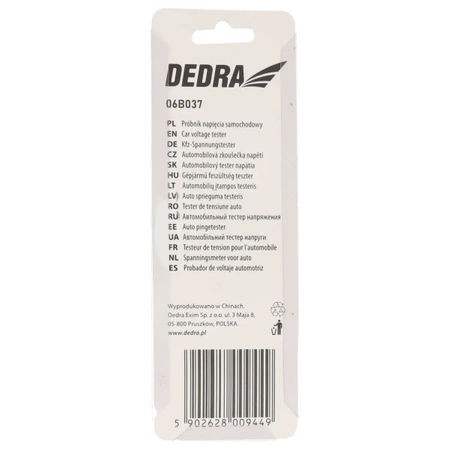 DEDRA
06B037
PL Próbnik napięcia samochodowy
EN Car voltage tester
DE Kfz-Spannungstester
CZ Automobilová zkoušečka napětí
SK Automobilový tester napätia
HU Gépjármű feszültség teszter
LT Automobilių įtampos testeris
LV Auto sprieguma testeris
RO Tester de tensiune auto
RU Автомобильный тестер напряжения
EE Auto pingetester
UA Автомобільний тестер напруги
FR Testeur de tension pour l'automobile
NL Spanningsmeter voor auto
ES Probador de voltaje automotriz
Wyprodukowano w Chinach.
Dedra Exim Sp. z o.o. ul. 3 Maja 8,
05-800 Pruszków, POLSKA.
www.dedra.pl
5 902628 009449